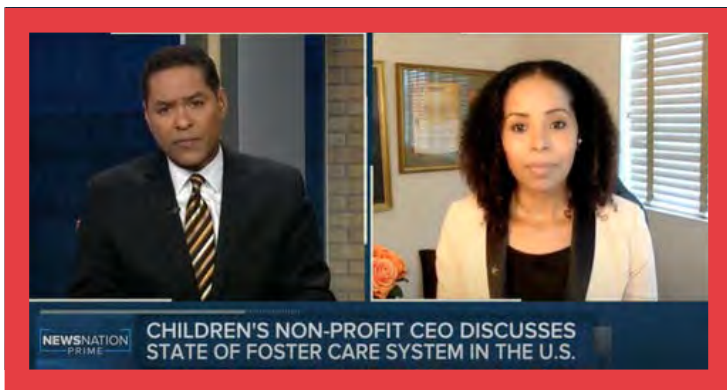 NEWSNATION
PRIME
CHILDREN'S NON-PROFIT CEO DISCUSSES
STATE OF FOSTER CARE SYSTEM IN THE U.S.